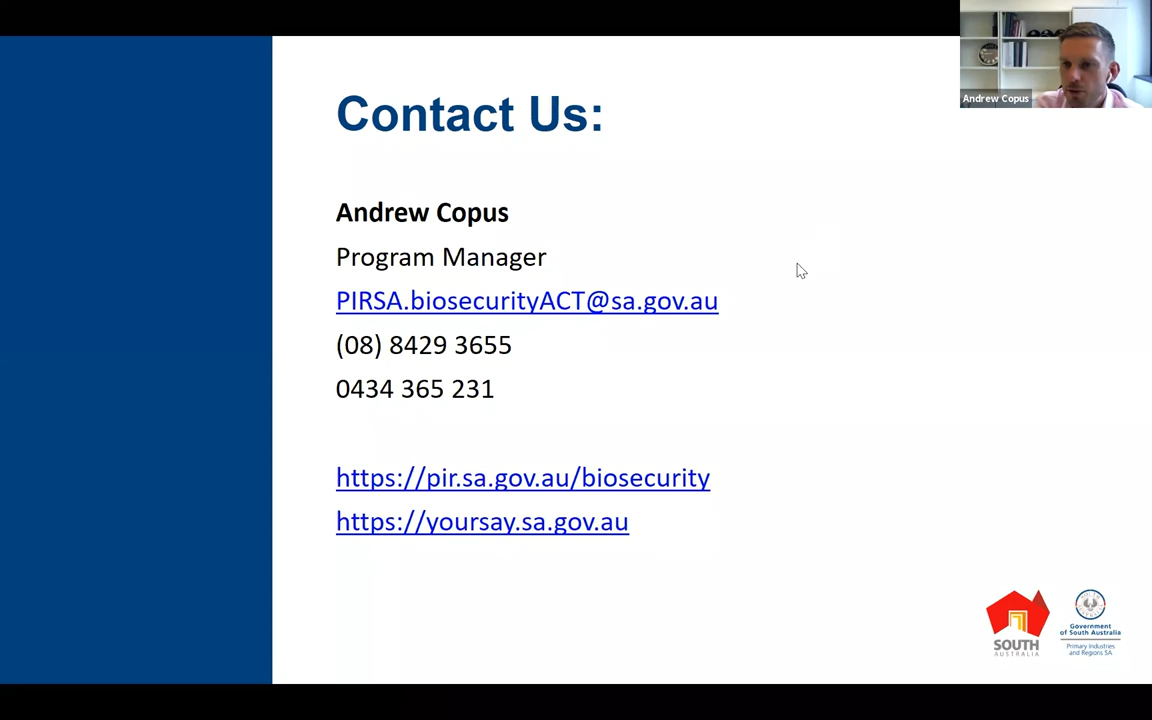 Andrew Copus
Contact Us:
Andrew Copus
Program Manager
PIRSA.biosecurityACT@sa.gov.au
(08) 8429 3655
0434 365 231
https://pir.sa.gov.au/biosecurity
https://yoursay.sa.gov.au
SOUTH
AUSTRALIA
Government
of South Australia
Primary Industries
and Regions SA